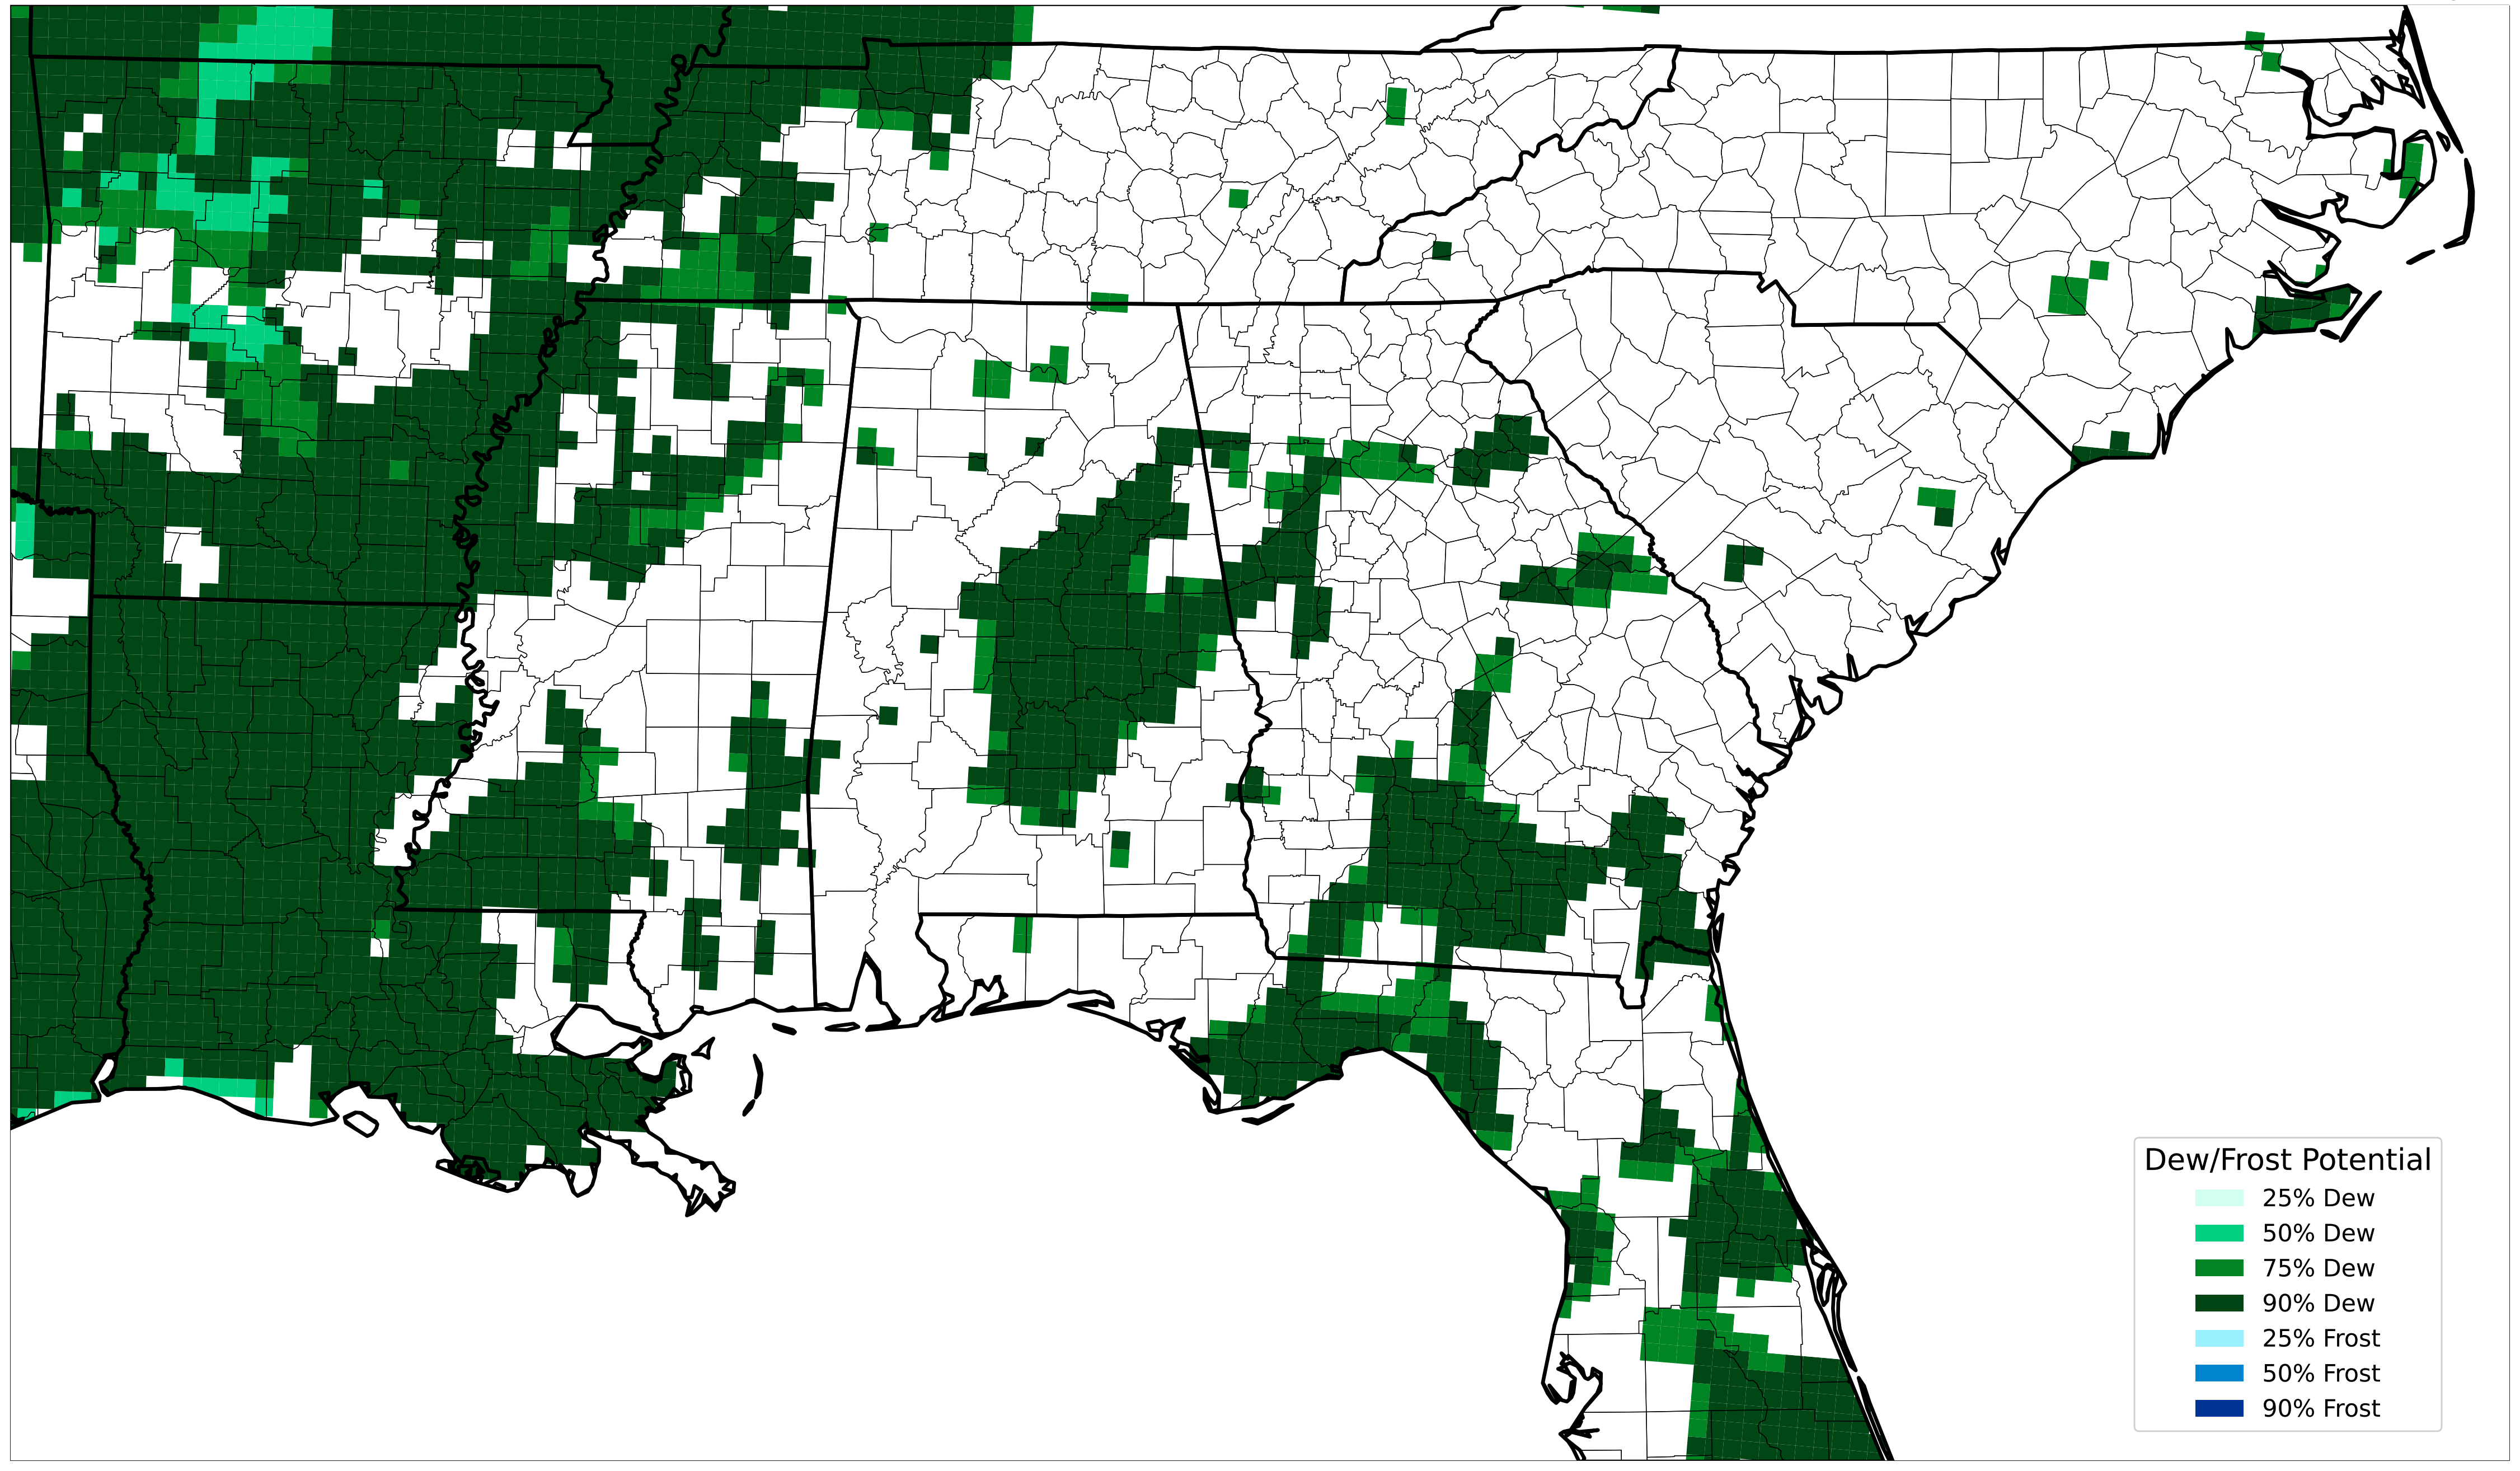 Dew/Frost Potential
25% Dew
50% Dew
75% Dew
90% Dew
25% Frost
50% Frost
90% Frost